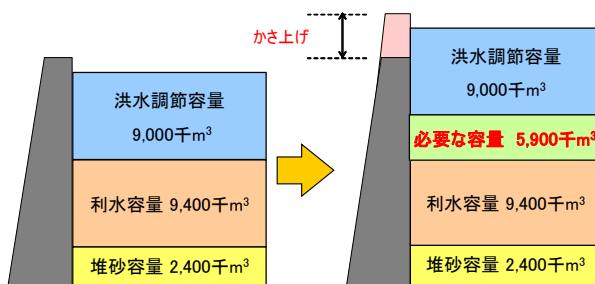 洪水調節容量
9,000千m³
利水容量 9,400千m³
堆砂容量 2,400千m³
かさ上げ
洪水調節容量
9,000千m³
必要な容量 5,900千m³
利水容量 9,400千m³
堆砂容量 2,400千m³